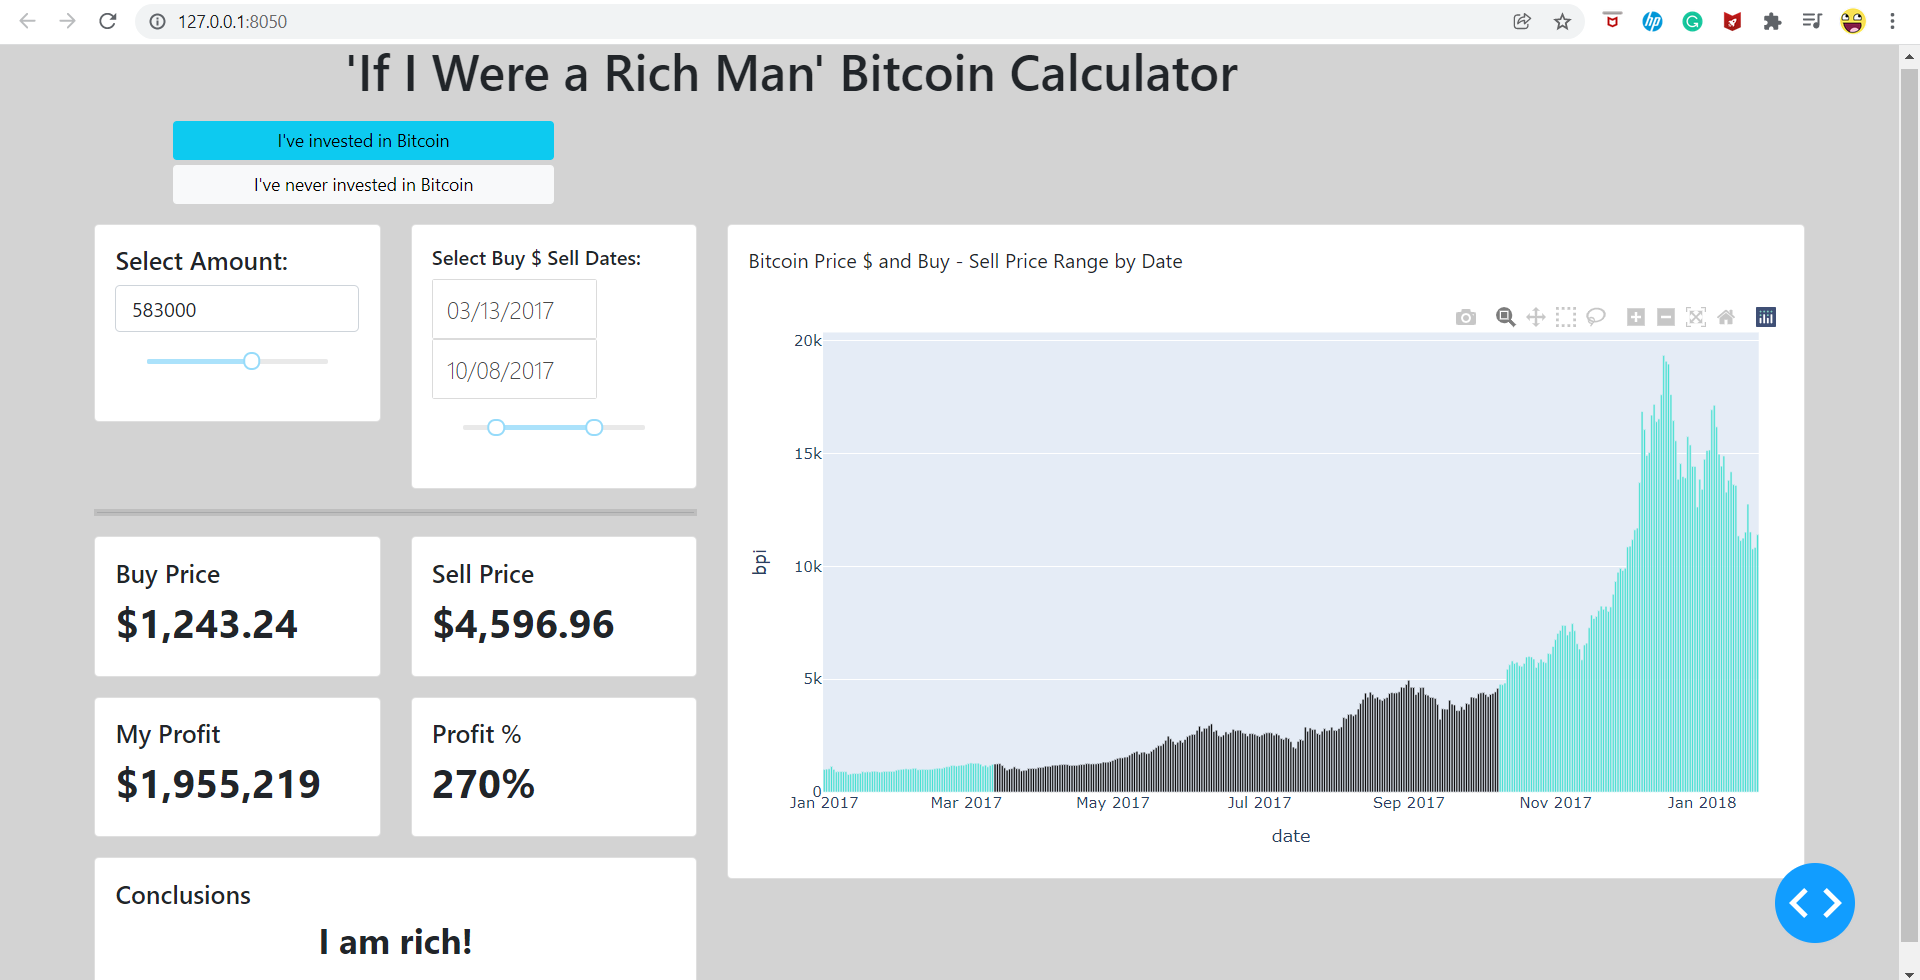 127.0.0.1:8050
'If I Were a Rich Man' Bitcoin Calculator
I've invested in Bitcoin
I've never invested in Bitcoin
Select Amount:
583000
Select Buy $ Sell Dates:
03/13/2017
10/08/2017
Buy Price
$1,243.24
Sell Price
$4,596.96
My Profit
$1,955,219
Profit %
270%
Conclusions
I am rich!
Bitcoin Price $ and Buy - Sell Price Range by Date
20k
15k
10k
5k
0
bpi
Jan 2017 Mar 2017 May 2017 Jul 2017 Sep 2017 Nov 2017 Jan 2018
date